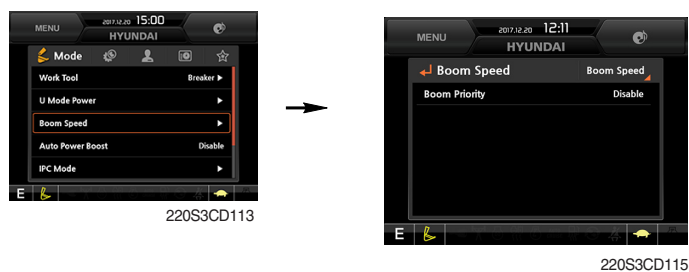 MENU
2017.12.20 15:00
HYUNDAI
Mode
Work Tool Breaker ▶
U Mode Power ▶
Boom Speed ▶
Auto Power Boost Disable
IPC Mode ▶
E
220S3CD113
MENU
2017.12.20 12:11
HYUNDAI
Boom Speed Boom Speed
Boom Priority Disable
E
220S3CD115